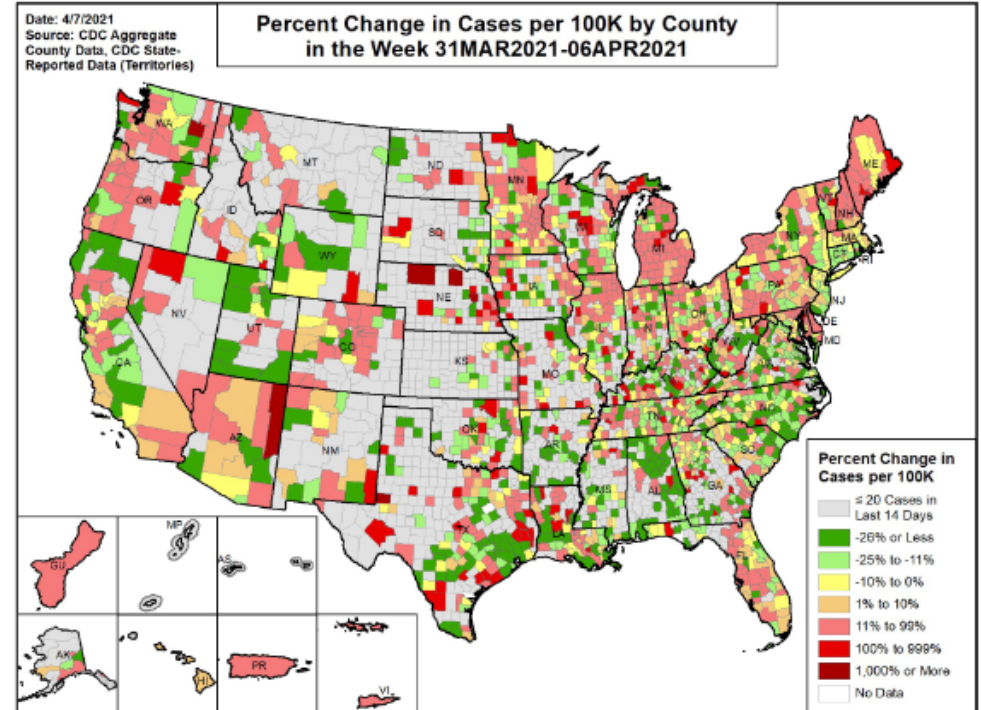 Date: 4/7/2021
Source: CDC Aggregate
County Data, CDC State-
Reported Data (Territories)
Percent Change in Cases per 100K by County
in the Week 31MAR2021-06APR2021
WA
MT
ND
MN
ME
OR
ID
SD
WI
MI
VT
NH
NY
MA
CT
RI
WY
IA
PA
NJ
NV
NE
IL
IN
OH
DE
MD
UT
CO
WV
CA
KS
MO
VA
KY
AZ
NM
OK
AR
TN
NC
SC
MS
AL
GA
TX
LA
FL
GU
MP
AS
AK
HI
PR
VI
Percent Change in
Cases per 100K
≤ 20 Cases in
Last 14 Days
-26% or Less
-25% to -11%
-10% to 0%
1% to 10%
11% to 99%
100% to 999%
1,000% or More
No Data